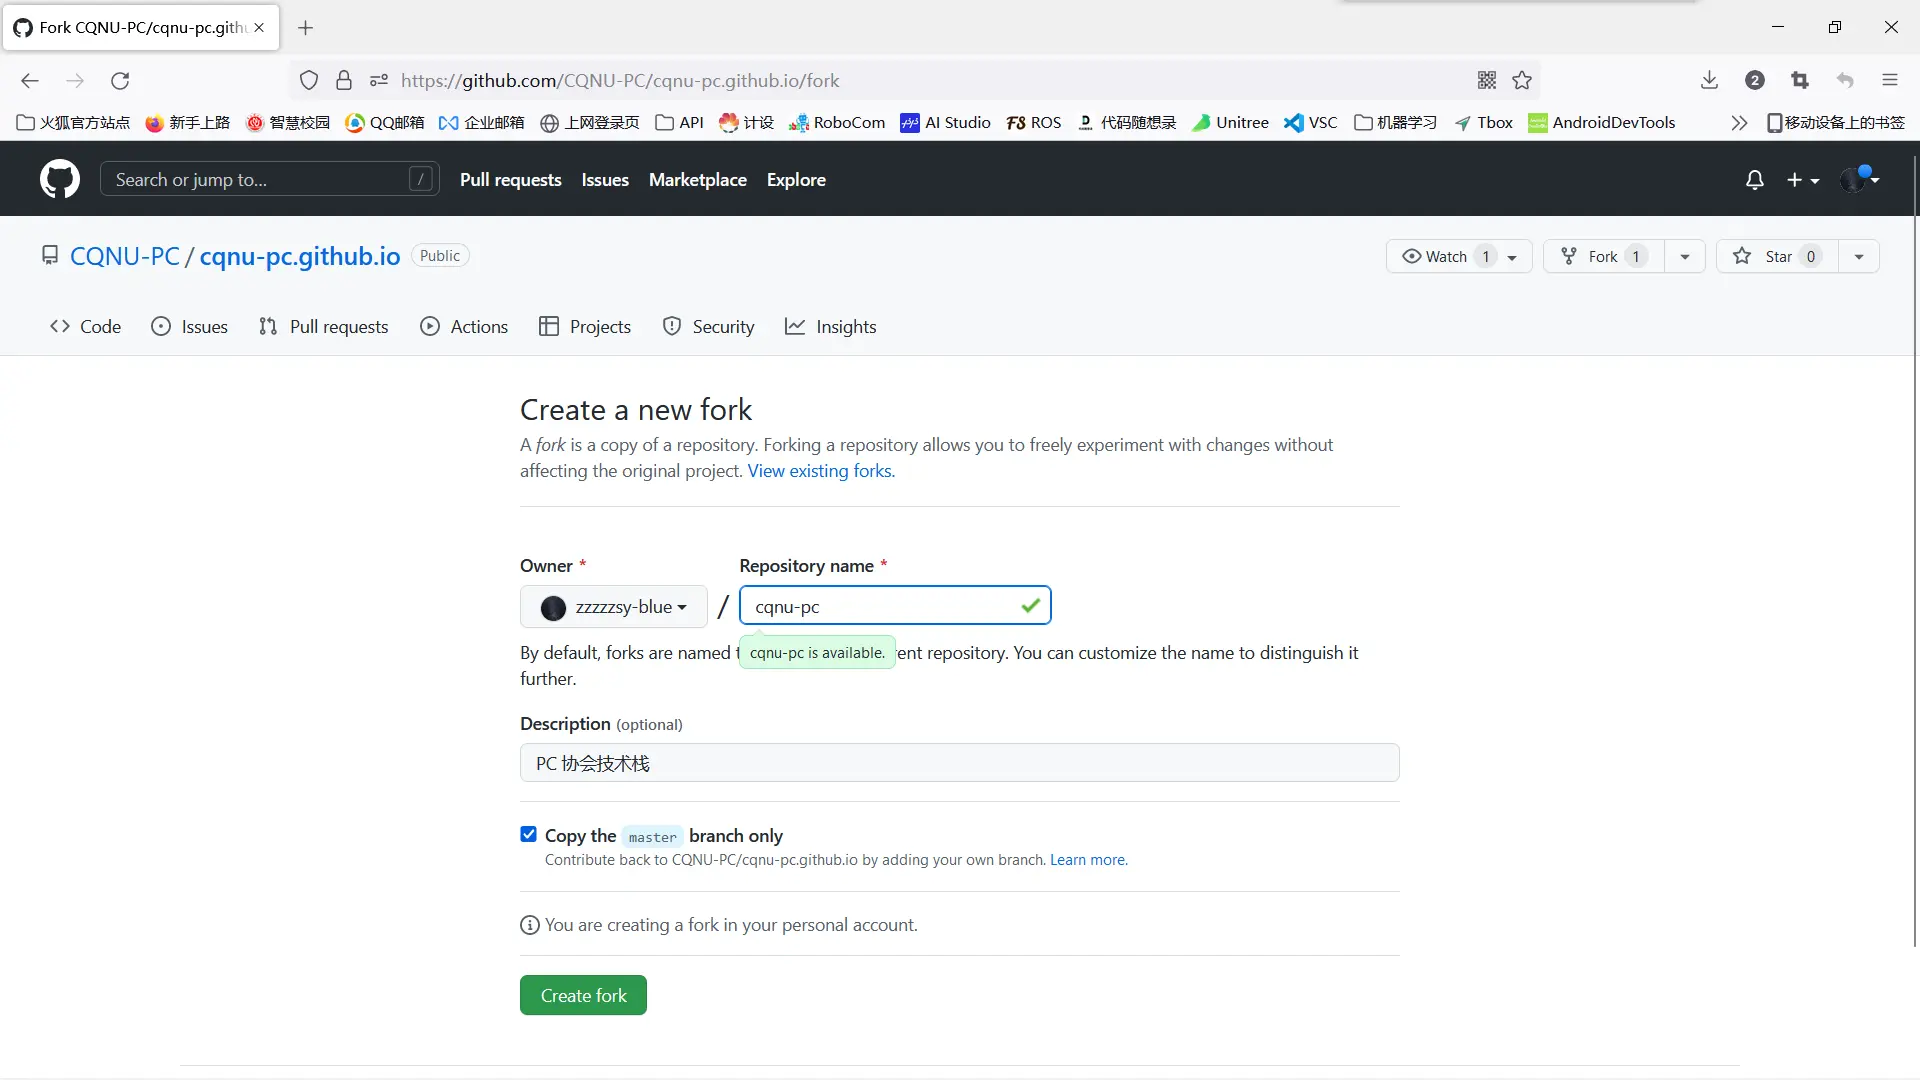 Fork CQNU-PC/cqnu-pc.githu
https://github.com/CQNU-PC/cqnu-pc.github.io/fork
2
火狐官方站点 新手上路 智慧校园 QQ邮箱 企业邮箱 上网登录页 API 计设 RoboCom AI Studio ROS 代码随想录 Unitree VSC 机器学习 Tbox AndroidDevTools 移动设备上的书签
Search or jump to... / Pull requests Issues Marketplace Explore
CQNU-PC / cqnu-pc.github.io Public Watch 1 Fork 1 Star 0
Code Issues Pull requests Actions Projects Security Insights
Create a new fork
A fork is a copy of a repository. Forking a repository allows you to freely experiment with changes without
affecting the original project. View existing forks.
Owner * Repository name *
zzzzzsy-blue / cqnu-pc
cqnu-pc is available.
By default, forks are named ent repository. You can customize the name to distinguish it
further.
Description (optional)
PC 协会技术栈
Copy the master branch only
Contribute back to CQNU-PC/cqnu-pc.github.io by adding your own branch. Learn more.
You are creating a fork in your personal account.
Create fork